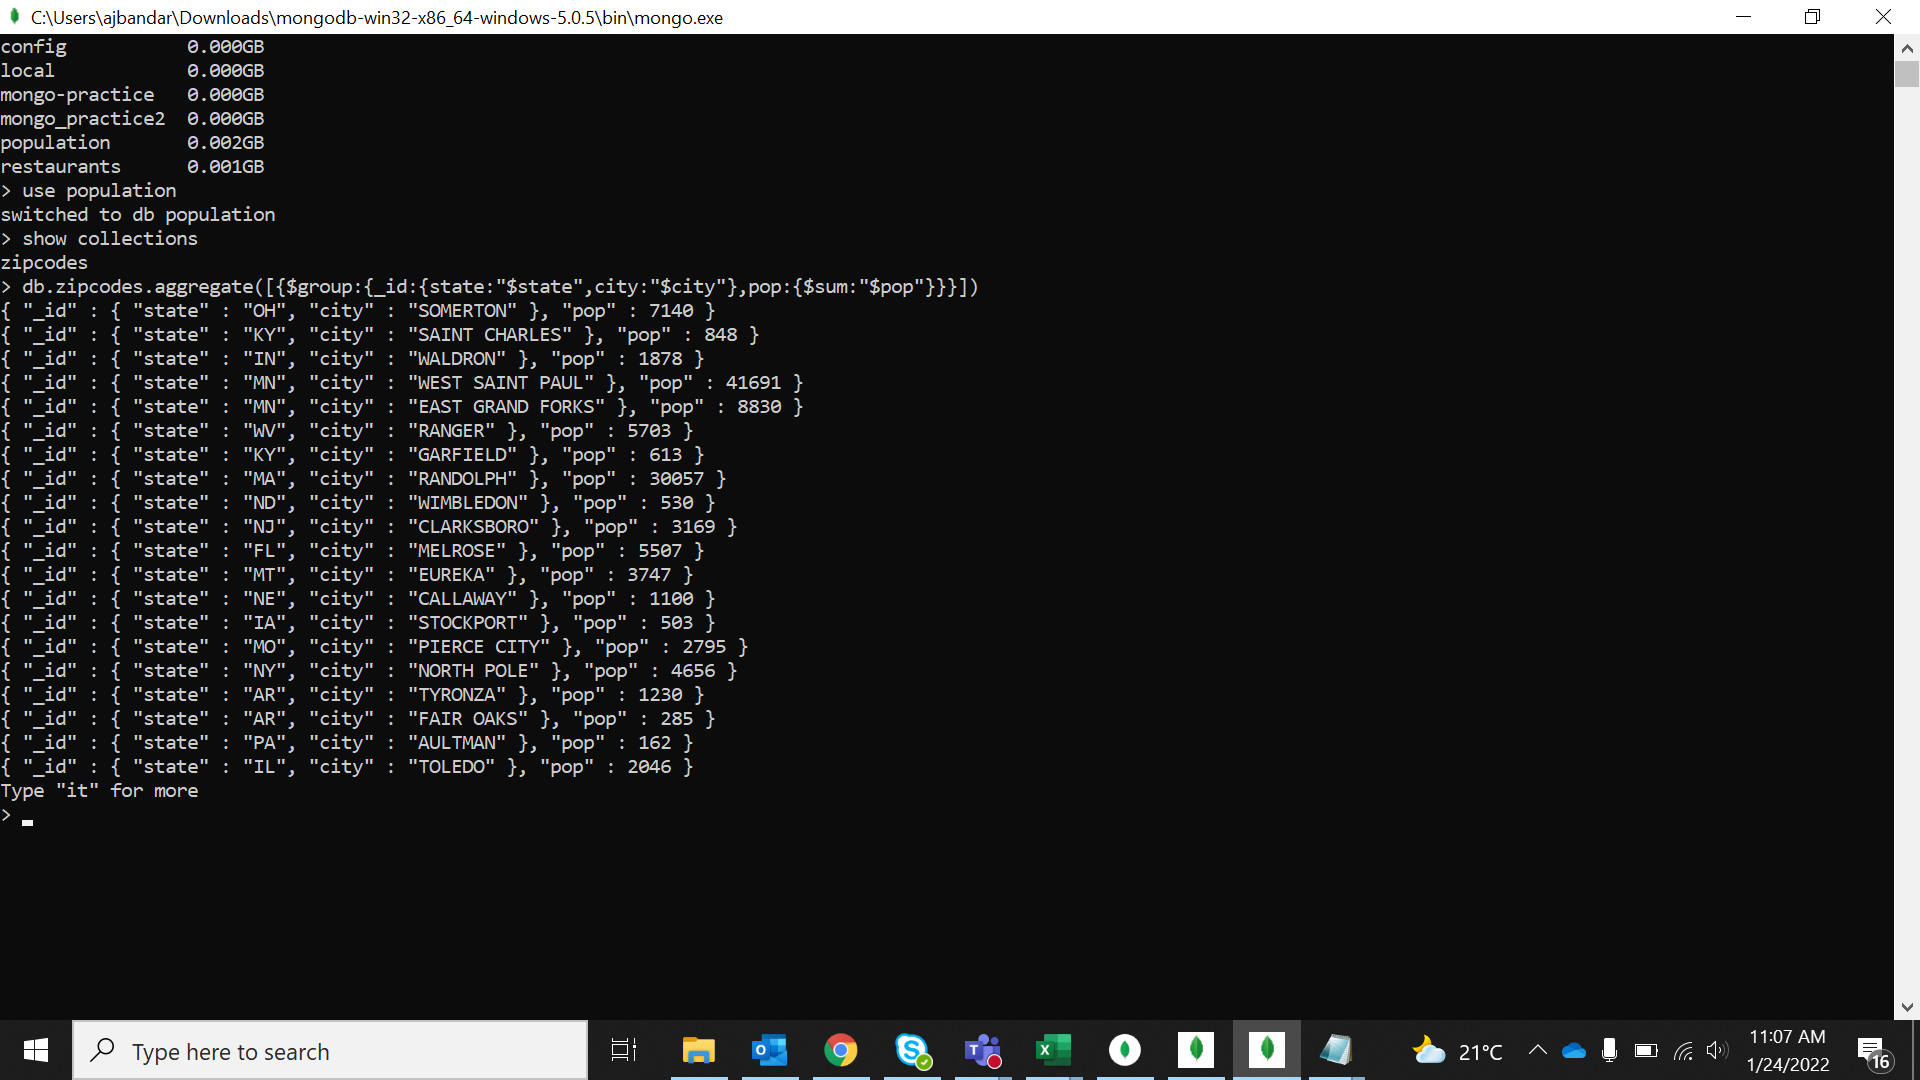 C:\Users\ajbandar\Downloads\mongodb-win32-x86_64-windows-5.0.5\bin\mongo.exe
config           0.000GB
local            0.000GB
mongo-practice   0.000GB
mongo_practice2  0.000GB
population       0.002GB
restaurants      0.001GB
> use population
switched to db population
> show collections
zipcodes
> db.zipcodes.aggregate([{$group:{_id:{state:"$state",city:"$city"},pop:{$sum:"$pop"}}}])
{ "_id" : { "state" : "OH", "city" : "SOMERTON" }, "pop" : 7140 }
{ "_id" : { "state" : "KY", "city" : "SAINT CHARLES" }, "pop" : 848 }
{ "_id" : { "state" : "IN", "city" : "WALDRON" }, "pop" : 1878 }
{ "_id" : { "state" : "MN", "city" : "WEST SAINT PAUL" }, "pop" : 41691 }
{ "_id" : { "state" : "MN", "city" : "EAST GRAND FORKS" }, "pop" : 8830 }
{ "_id" : { "state" : "WV", "city" : "RANGER" }, "pop" : 5703 }
{ "_id" : { "state" : "KY", "city" : "GARFIELD" }, "pop" : 613 }
{ "_id" : { "state" : "MA", "city" : "RANDOLPH" }, "pop" : 30057 }
{ "_id" : { "state" : "ND", "city" : "WIMBLEDON" }, "pop" : 530 }
{ "_id" : { "state" : "NJ", "city" : "CLARKSBORO" }, "pop" : 3169 }
{ "_id" : { "state" : "FL", "city" : "MELROSE" }, "pop" : 5507 }
{ "_id" : { "state" : "MT", "city" : "EUREKA" }, "pop" : 3747 }
{ "_id" : { "state" : "NE", "city" : "CALLAWAY" }, "pop" : 1100 }
{ "_id" : { "state" : "IA", "city" : "STOCKPORT" }, "pop" : 503 }
{ "_id" : { "state" : "MO", "city" : "PIERCE CITY" }, "pop" : 2795 }
{ "_id" : { "state" : "NY", "city" : "NORTH POLE" }, "pop" : 4656 }
{ "_id" : { "state" : "AR", "city" : "TYRONZA" }, "pop" : 1230 }
{ "_id" : { "state" : "AR", "city" : "FAIR OAKS" }, "pop" : 285 }
{ "_id" : { "state" : "PA", "city" : "AULTMAN" }, "pop" : 162 }
{ "_id" : { "state" : "IL", "city" : "TOLEDO" }, "pop" : 2046 }
Type "it" for more
>
Type here to search
21°C
11:07 AM
1/24/2022
16